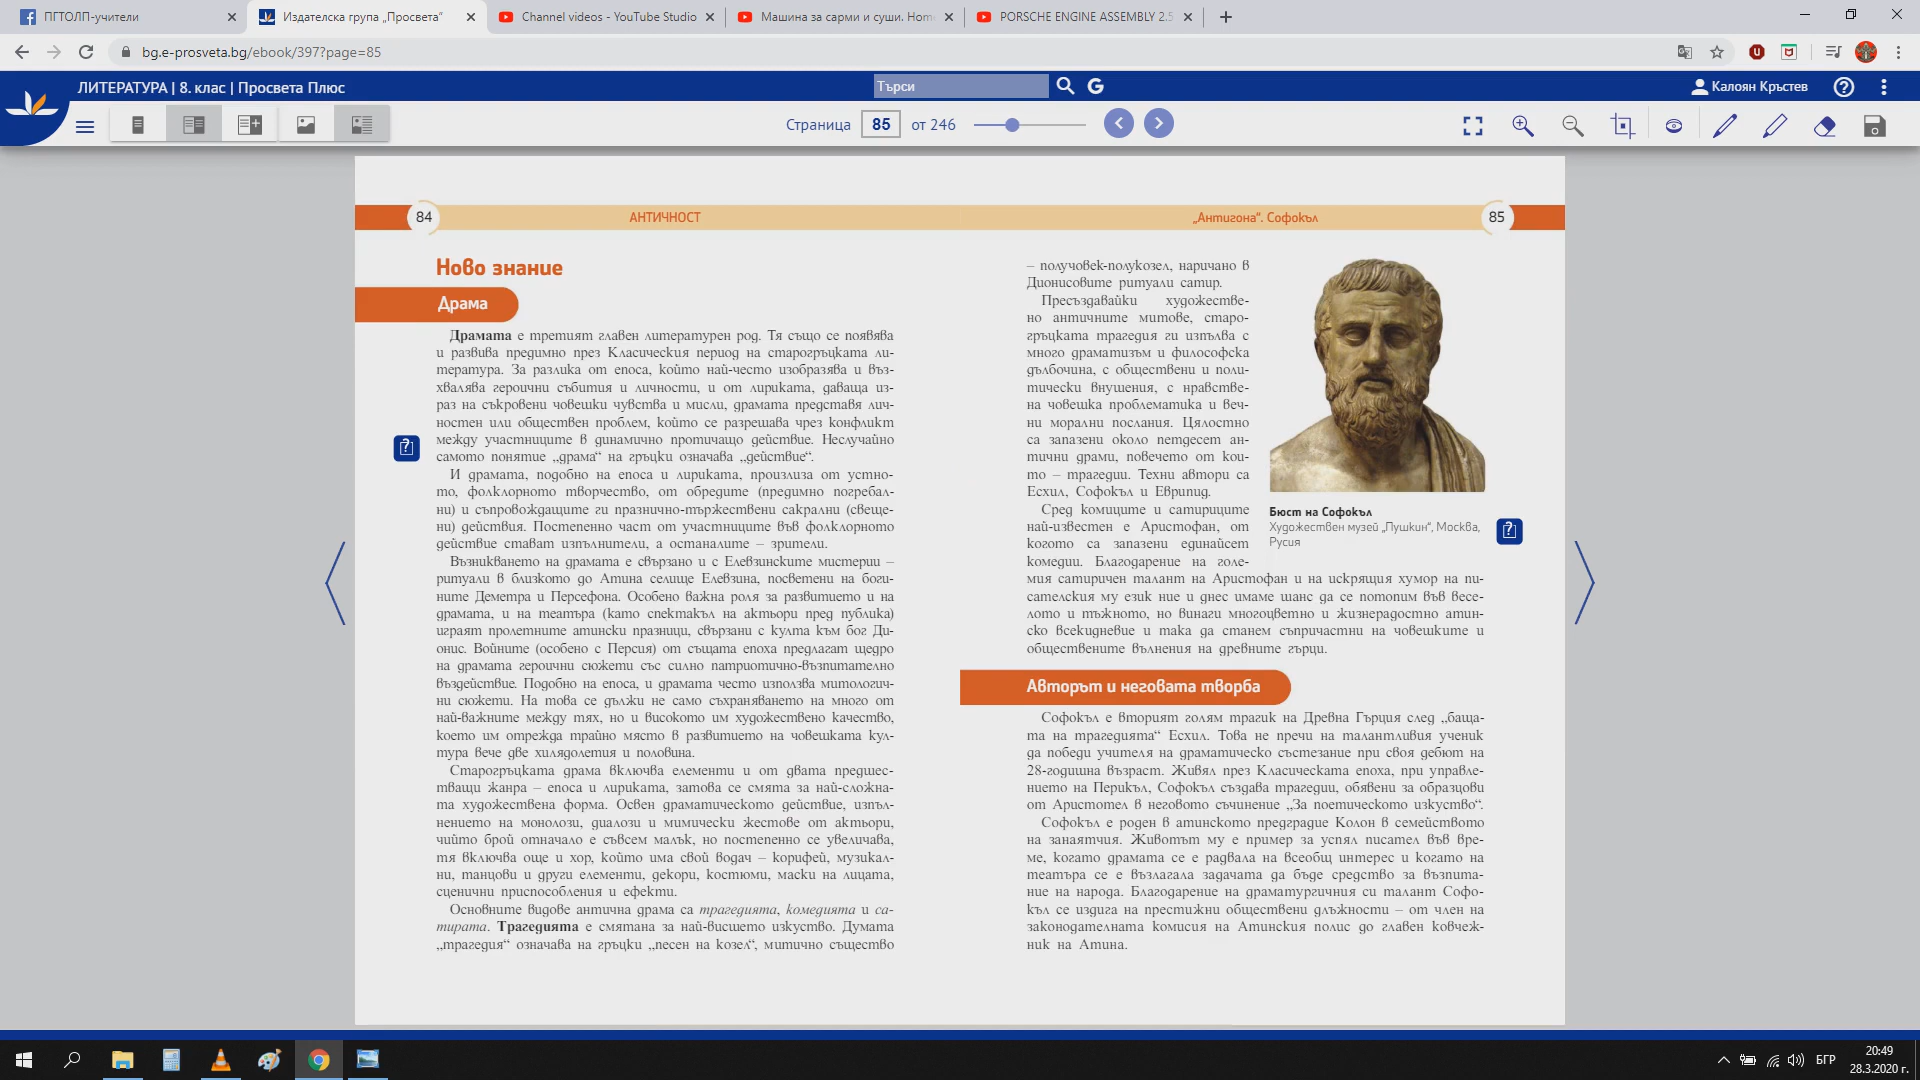 ПГТОЛП-учители
Издателска група „Просвета“
Channel videos - YouTube Studio
Машина за сарми и суши. Hom
PORSCHE ENGINE ASSEMBLY 2.5
bg.e-prosveta.bg/ebook/397?page=85
ЛИТЕРАТУРА | 8. клас | Просвета Плюс
Търси
Калоян Кръстев
Страница 85 от 246
84
АНТИЧНОСТ
Ново знание
Драма
Драмата е третият главен литературен род. Тя също се появява
и развива предимно през Класическия период на старогръцката ли-
тература. За разлика от епоса, който най-често изобразява и въз-
хвалява героични събития и личности, и от лириката, даваща из-
раз на съкровени човешки чувства и мисли, драмата представя лич-
ностен или обществен проблем, който се разрешава чрез конфликт
между участниците в динамично протичащо действие. Неслучайно
самото понятие „драма“ на гръцки означава „действие“.
И драмата, подобно на епоса и лириката, произлиза от устно-
то, фолклорното творчество, от обредите (предимно погребал-
ни) и съпровождащите ги празнично-тържествени сакрални (свеще-
ни) действия. Постепенно част от участниците във фолклорното
действие стават изпълнители, а останалите – зрители.
Възникването на драмата е свързано и с Елевзинските мистерии –
ритуали в близкото до Атина селище Елевзина, посветени на боги-
ните Деметра и Персефона. Особено важна роля за развитието и на
драмата, и на театъра (като спектакъл на актьори пред публика)
играят пролетните атински празници, свързани с култа към бог Ди-
онис. Войните (особено с Персия) от същата епоха предлагат щедро
на драмата героични сюжети със силно патриотично-възпитателно
въздействие. Подобно на епоса, и драмата често използва митологич-
ни сюжети. На това се дължи не само съхраняването на много от
най-важните между тях, но и високото им художествено качество,
което им отрежда трайно място в развитието на човешката кул-
тура вече две хилядолетия и половина.
Старогръцката драма включва елементи и от двата предшес-
тващи жанра – епоса и лириката, затова се смята за най-сложна-
та художествена форма. Освен драматическото действие, изпъл-
нението на монолози, диалози и мимически жестове от актьори,
чийто брой отначало е съвсем малък, но постепенно се увеличава,
тя включва още и хор, който има свой водач – корифей, музикал-
ни, танцови и други елементи, декори, костюми, маски на лицата,
сценични приспособления и ефекти.
Основните видове антична драма са трагедията, комедията и са-
тирата. Трагедията е смятана за най-висшето изкуство. Думата
„трагедия“ означава на гръцки „песен на козел“, митично същество
„Антигона“. Софокъл
85
– получовек-полукозел, наричано в
Дионисовите ритуали сатир.
Пресъздавайки художестве-
но античните митове, старо-
гръцката трагедия ги изпълва с
много драматизъм и философска
дълбочина, с обществени и поли-
тически внушения, с нравстве-
на човешка проблематика и веч-
ни морални послания. Цялостно
са запазени около петдесет ан-
тични драми, повечето от кои-
то – трагедии. Техни автори са
Есхил, Софокъл и Еврипид.
Сред комиците и сатириците
най-известен е Аристофан, от
когото са запазени единайсет
комедии. Благодарение на голе-
мия сатиричен талант на Аристофан и на искрящия хумор на пи-
сателския му език ние и днес имаме шанс да се потопим във весе-
лото и тъжното, но винаги многоцветно и жизнерадостно атин-
ско всекидневие и така да станем съпричастни на човешките и
обществените вълнения на древните гърци.
Бюст на Софокъл
Художествен музей „Пушкин“, Москва,
Русия
Авторът и неговата творба
Софокъл е вторият голям трагик на Древна Гърция след „баща-
та на трагедията“ Есхил. Това не пречи на талантливия ученик
да победи учителя на драматическо състезание при своя дебют на
28-годишна възраст. Живял през Класическата епоха, при управле-
нието на Перикъл, Софокъл създава трагедии, обявени за образцови
от Аристотел в неговото съчинение „За поетическото изкуство“.
Софокъл е роден в атинското предградие Колон в семейството
на занаятчия. Животът му е пример за успял писател във вре-
ме, когато драмата се е радвала на всеобщ интерес и когато на
театъра се е възлагала задачата да бъде средство за възпита-
ние на народа. Благодарение на драматургичния си талант Софо-
къл се издига на престижни обществени длъжности – от член на
законодателната комисия на Атинския полис до главен ковчеж-
ник на Атина.
БГР
20:49
28.3.2020 г.